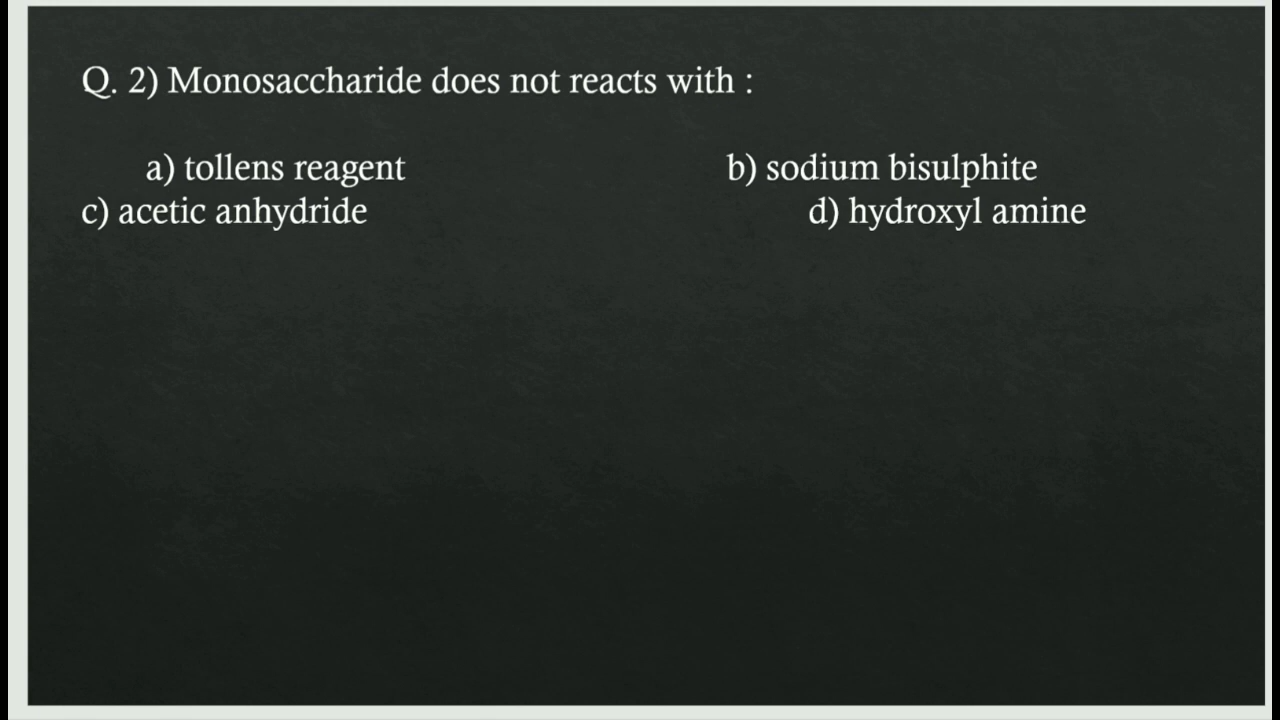 Q. 2) Monosaccharide does not reacts with :
a) tollens reagent b) sodium bisulphite
c) acetic anhydride d) hydroxyl amine